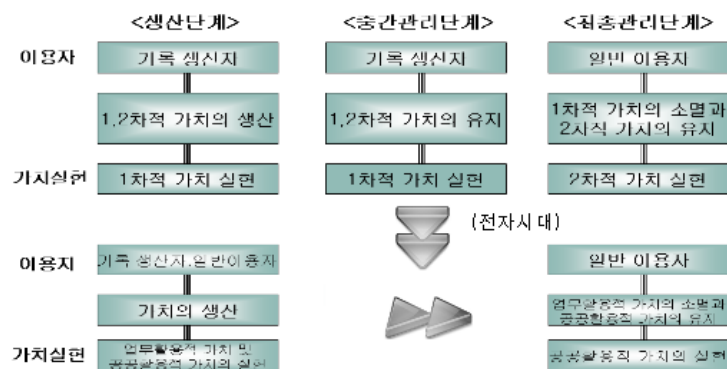 <생산단계> <중간관리단계> <최종관리단계>
이용자 기록 생산자 기록 생산자 일반 이용자
1,2차적 가치의 생산 1,2차적 가치의 유지 1차적 가치의 소멸과
2차적 가치의 유지
가치실현 1차적 가치 실현 1차적 가치 실현 2차적 가치 실현
(전자시대)
이용자 기록 생산자,일반이용자 일반 이용자
가치의 생산 업무활용적 가치의 소멸과
공공활용적 가치의 유지
가치실현 업무활용적 가치 및
공공활용적 가치의 실현 공공활용적 가치의 실현